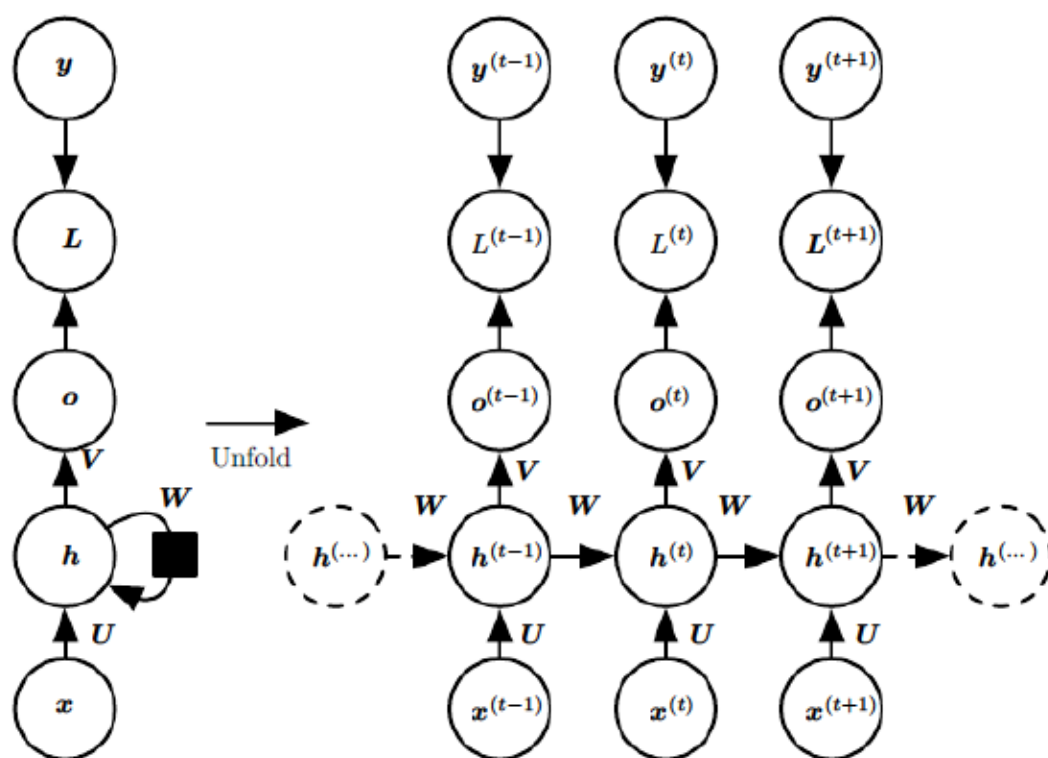 y y^(t−1) y^(t) y^(t+1)
L L^(t−1) L^(t) L^(t+1)
o o^(t−1) o^(t) o^(t+1)
Unfold
V V V V
W W W W W
h h^(...) h^(t−1) h^(t) h^(t+1) h^(...)
U U U U
x x^(t−1) x^(t) x^(t+1)